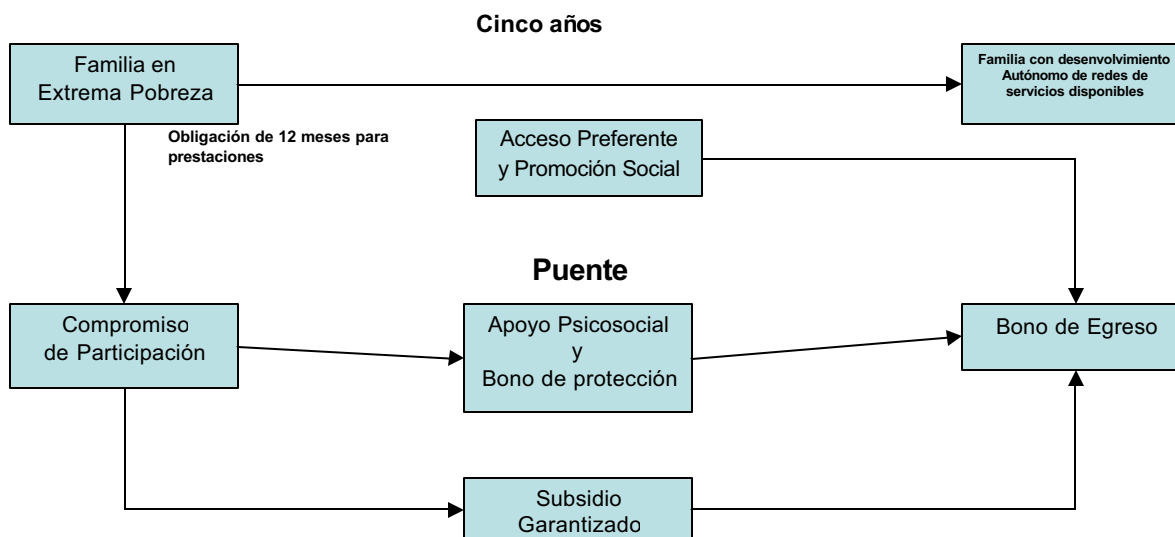 Cinco años
Familia en
Extrema Pobreza
Familia con desenvolvimiento
Autónomo de redes de
servicios disponibles
Obligación de 12 meses para
prestaciones
Acceso Preferente
y Promoción Social
Puente
Compromiso
de Participación
Apoyo Psicosocial
y
Bono de protección
Bono de Egreso
Subsidio
Garantizado